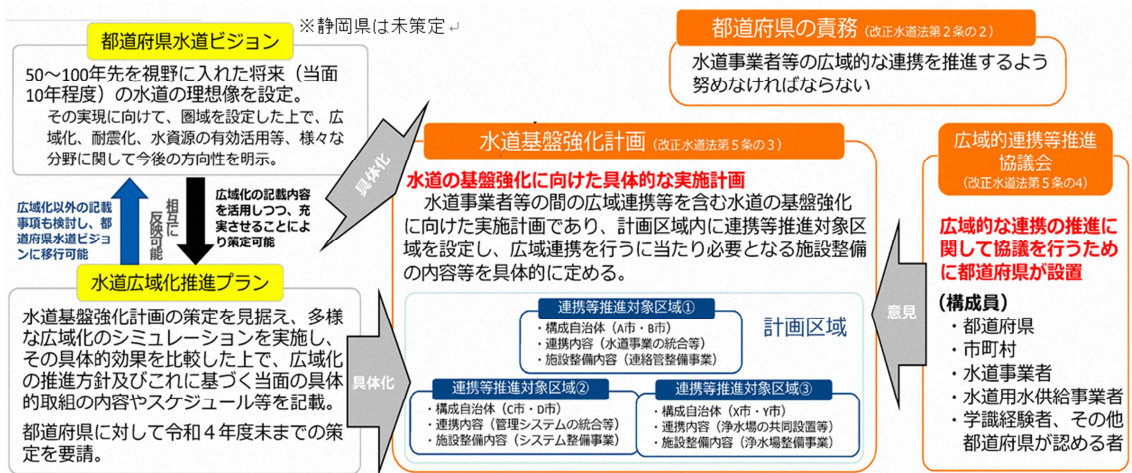 ※静岡県は未策定
都道府県水道ビジョン
50～100年先を視野に入れた将来（当面
10年程度）の水道の理想像を設定。
その実現に向けて、圏域を設定した上で、広
域化、耐震化、水資源の有効活用等、様々な
分野に関して今後の方向性を明示。
広域化以外の記載
事項も検討し、都
道府県水道ビジョ
ンに移行可能
相互に
反映可能
広域化の記載内容
を活用しつつ、充
実させることによ
り策定可能
水道広域化推進プラン
水道基盤強化計画の策定を見据え、多様
な広域化のシミュレーションを実施し、
その具体的効果を比較した上で、広域化
の推進方針及びこれに基づく当面の具体
的取組の内容やスケジュール等を記載。
都道府県に対して令和４年度末までの策
定を要請。
具体化
具体化
都道府県の責務（改正水道法第２条の２）
水道事業者等の広域的な連携を推進するよう
努めなければならない
水道基盤強化計画（改正水道法第５条の３）
水道の基盤強化に向けた具体的な実施計画
水道事業者等の間の広域連携等を含む水道の基盤強化
に向けた実施計画であり、計画区域内に連携等推進対象区
域を設定し、広域連携を行うに当たり必要となる施設整備
の内容等を具体的に定める。
計画区域
連携等推進対象区域①
・構成自治体（A市・B市）
・連携内容（水道事業の統合等）
・施設整備内容（連絡管整備事業）
連携等推進対象区域②
・構成自治体（C市・D市）
・連携内容（管理システムの統合等）
・施設整備内容（システム整備事業）
連携等推進対象区域③
・構成自治体（X市・Y市）
・連携内容（浄水場の共同設置等）
・施設整備内容（浄水場整備事業）
意見
広域的連携等推進
協議会
（改正水道法第５条の4）
広域的な連携の推進に
関して協議を行うため
に都道府県が設置
（構成員）
・都道府県
・市町村
・水道事業者
・水道用水供給事業者
・学識経験者、その他
都道府県が認める者